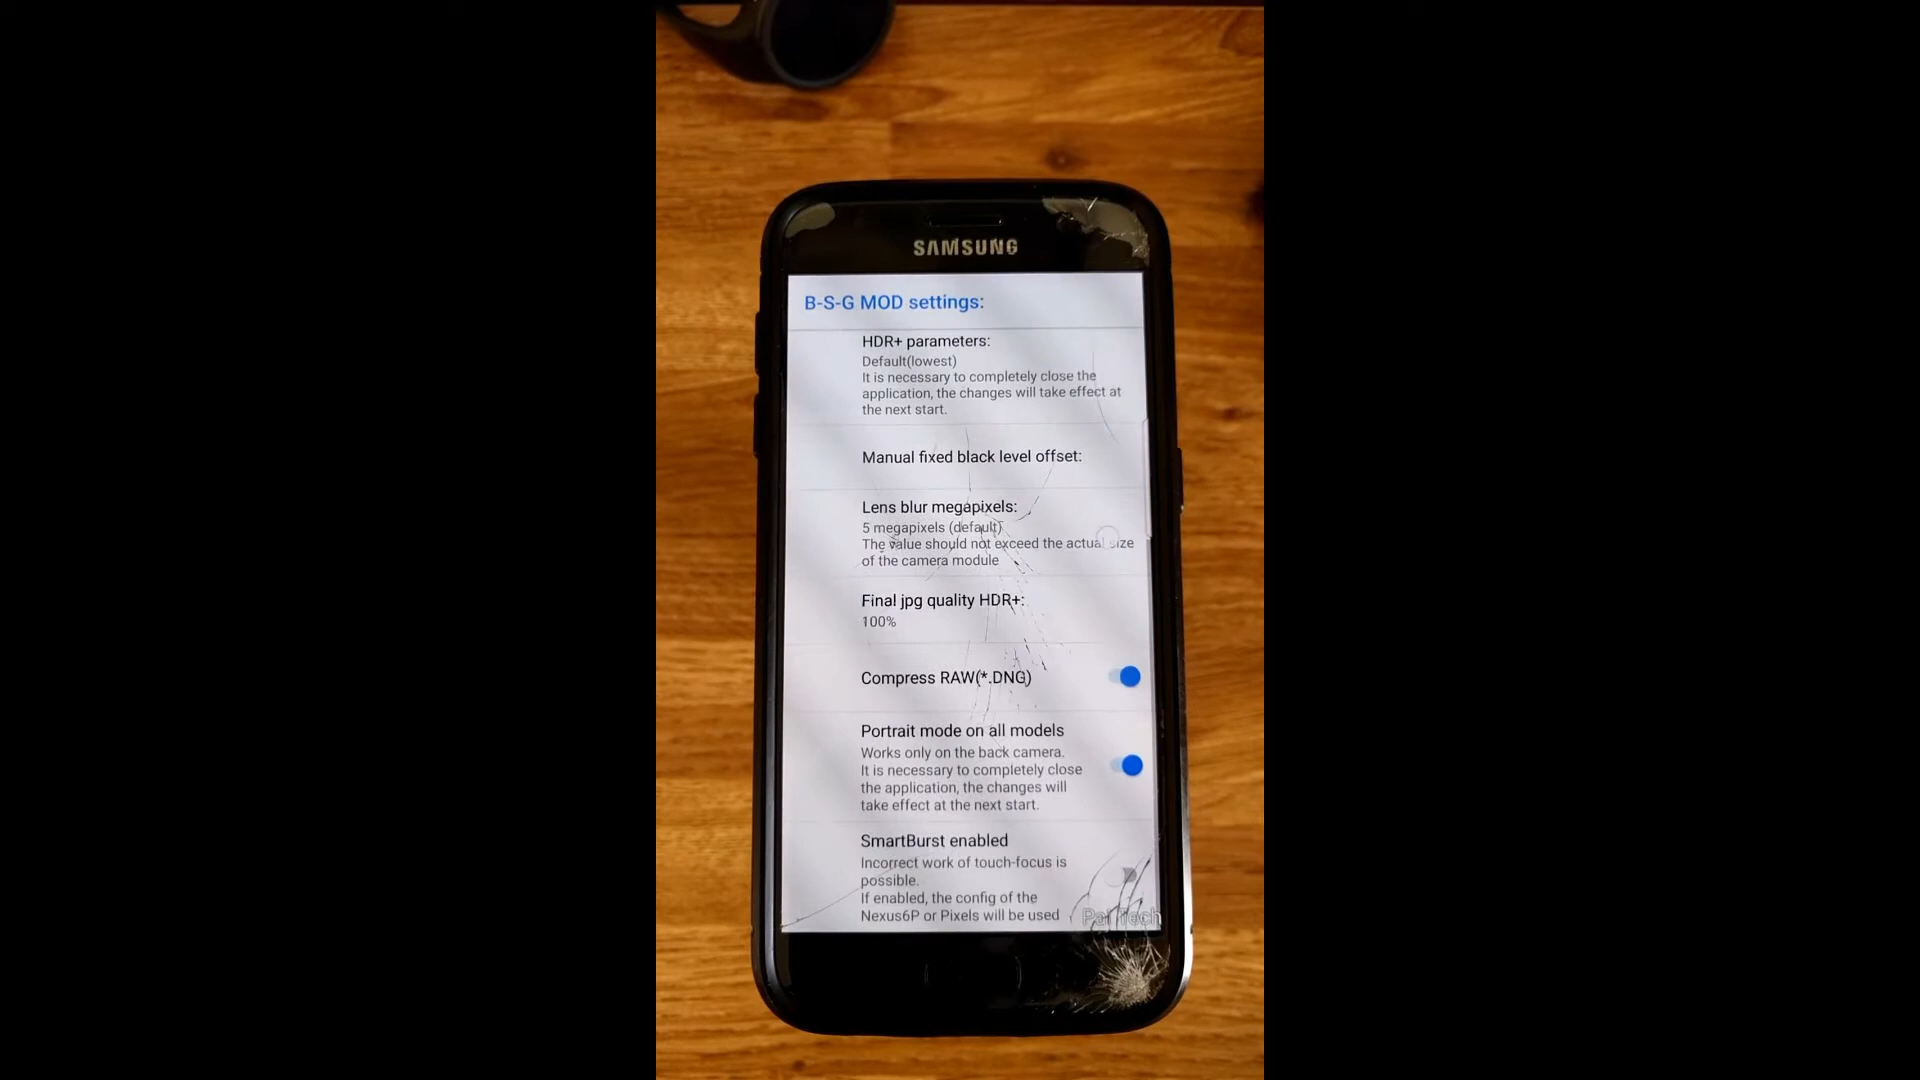 SAMSUNG
B-S-G MOD settings:
HDR+ parameters:
Default(lowest)
It is necessary to completely close the
application, the changes will take effect at
the next start.
Manual fixed black level offset:
Lens blur megapixels:
5 megapixels (default)
The value should not exceed the actual size
of the camera module
Final jpg quality HDR+:
100%
Compress RAW(*.DNG)
Portrait mode on all models
Works only on the back camera.
It is necessary to completely close
the application, the changes will
take effect at the next start.
SmartBurst enabled
Incorrect work of touch-focus is
possible.
If enabled, the config of the
Nexus6P or Pixels will be used